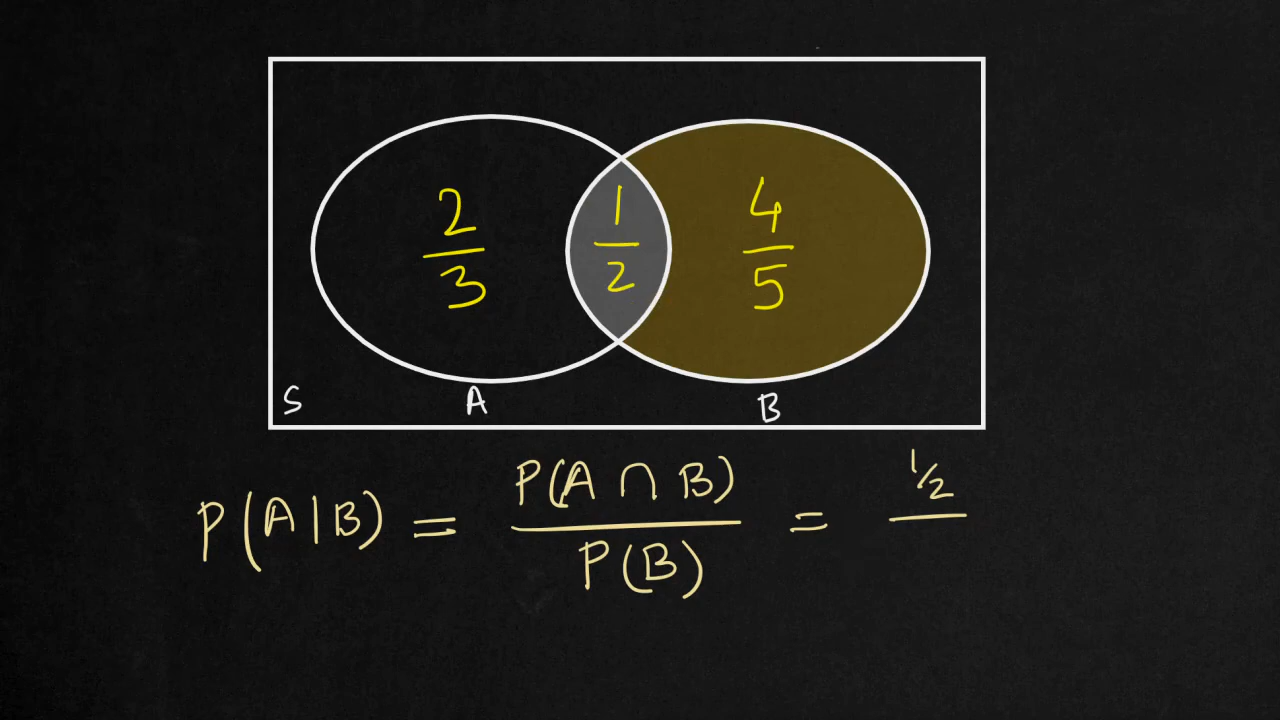 2/3 1/2 4/5
S A B
P(A|B) = P(A ∩ B)/P(B) = 1/2